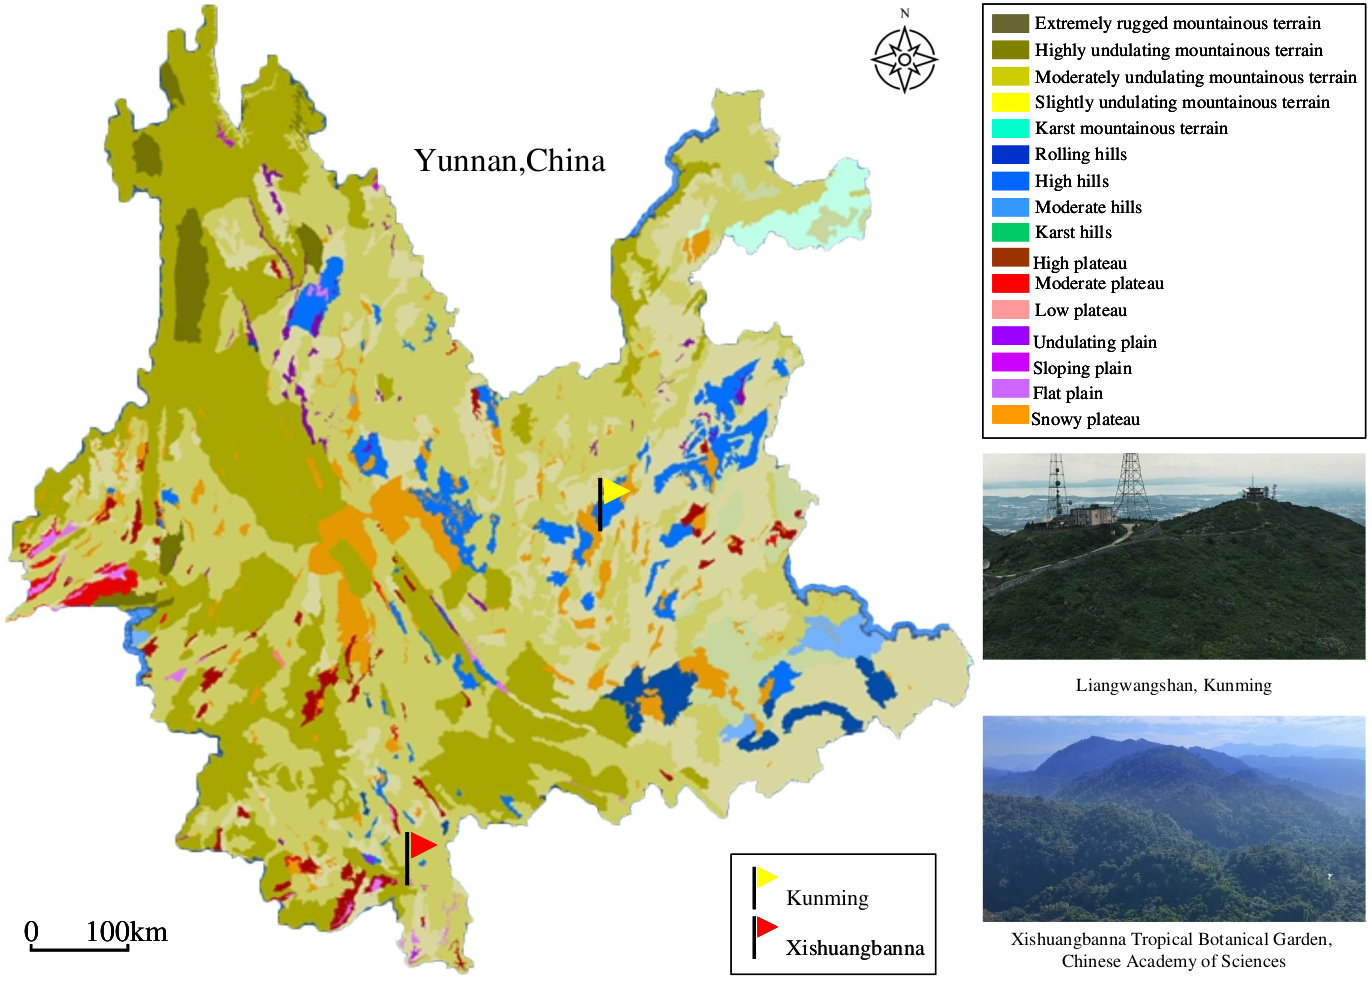 N
Yunnan,China
Extremely rugged mountainous terrain
Highly undulating mountainous terrain
Moderately undulating mountainous terrain
Slightly undulating mountainous terrain
Karst mountainous terrain
Rolling hills
High hills
Moderate hills
Karst hills
High plateau
Moderate plateau
Low plateau
Undulating plain
Sloping plain
Flat plain
Snowy plateau
Liangwangshan, Kunming
Xishuangbanna Tropical Botanical Garden,
Chinese Academy of Sciences
Kunming
Xishuangbanna
0 100km